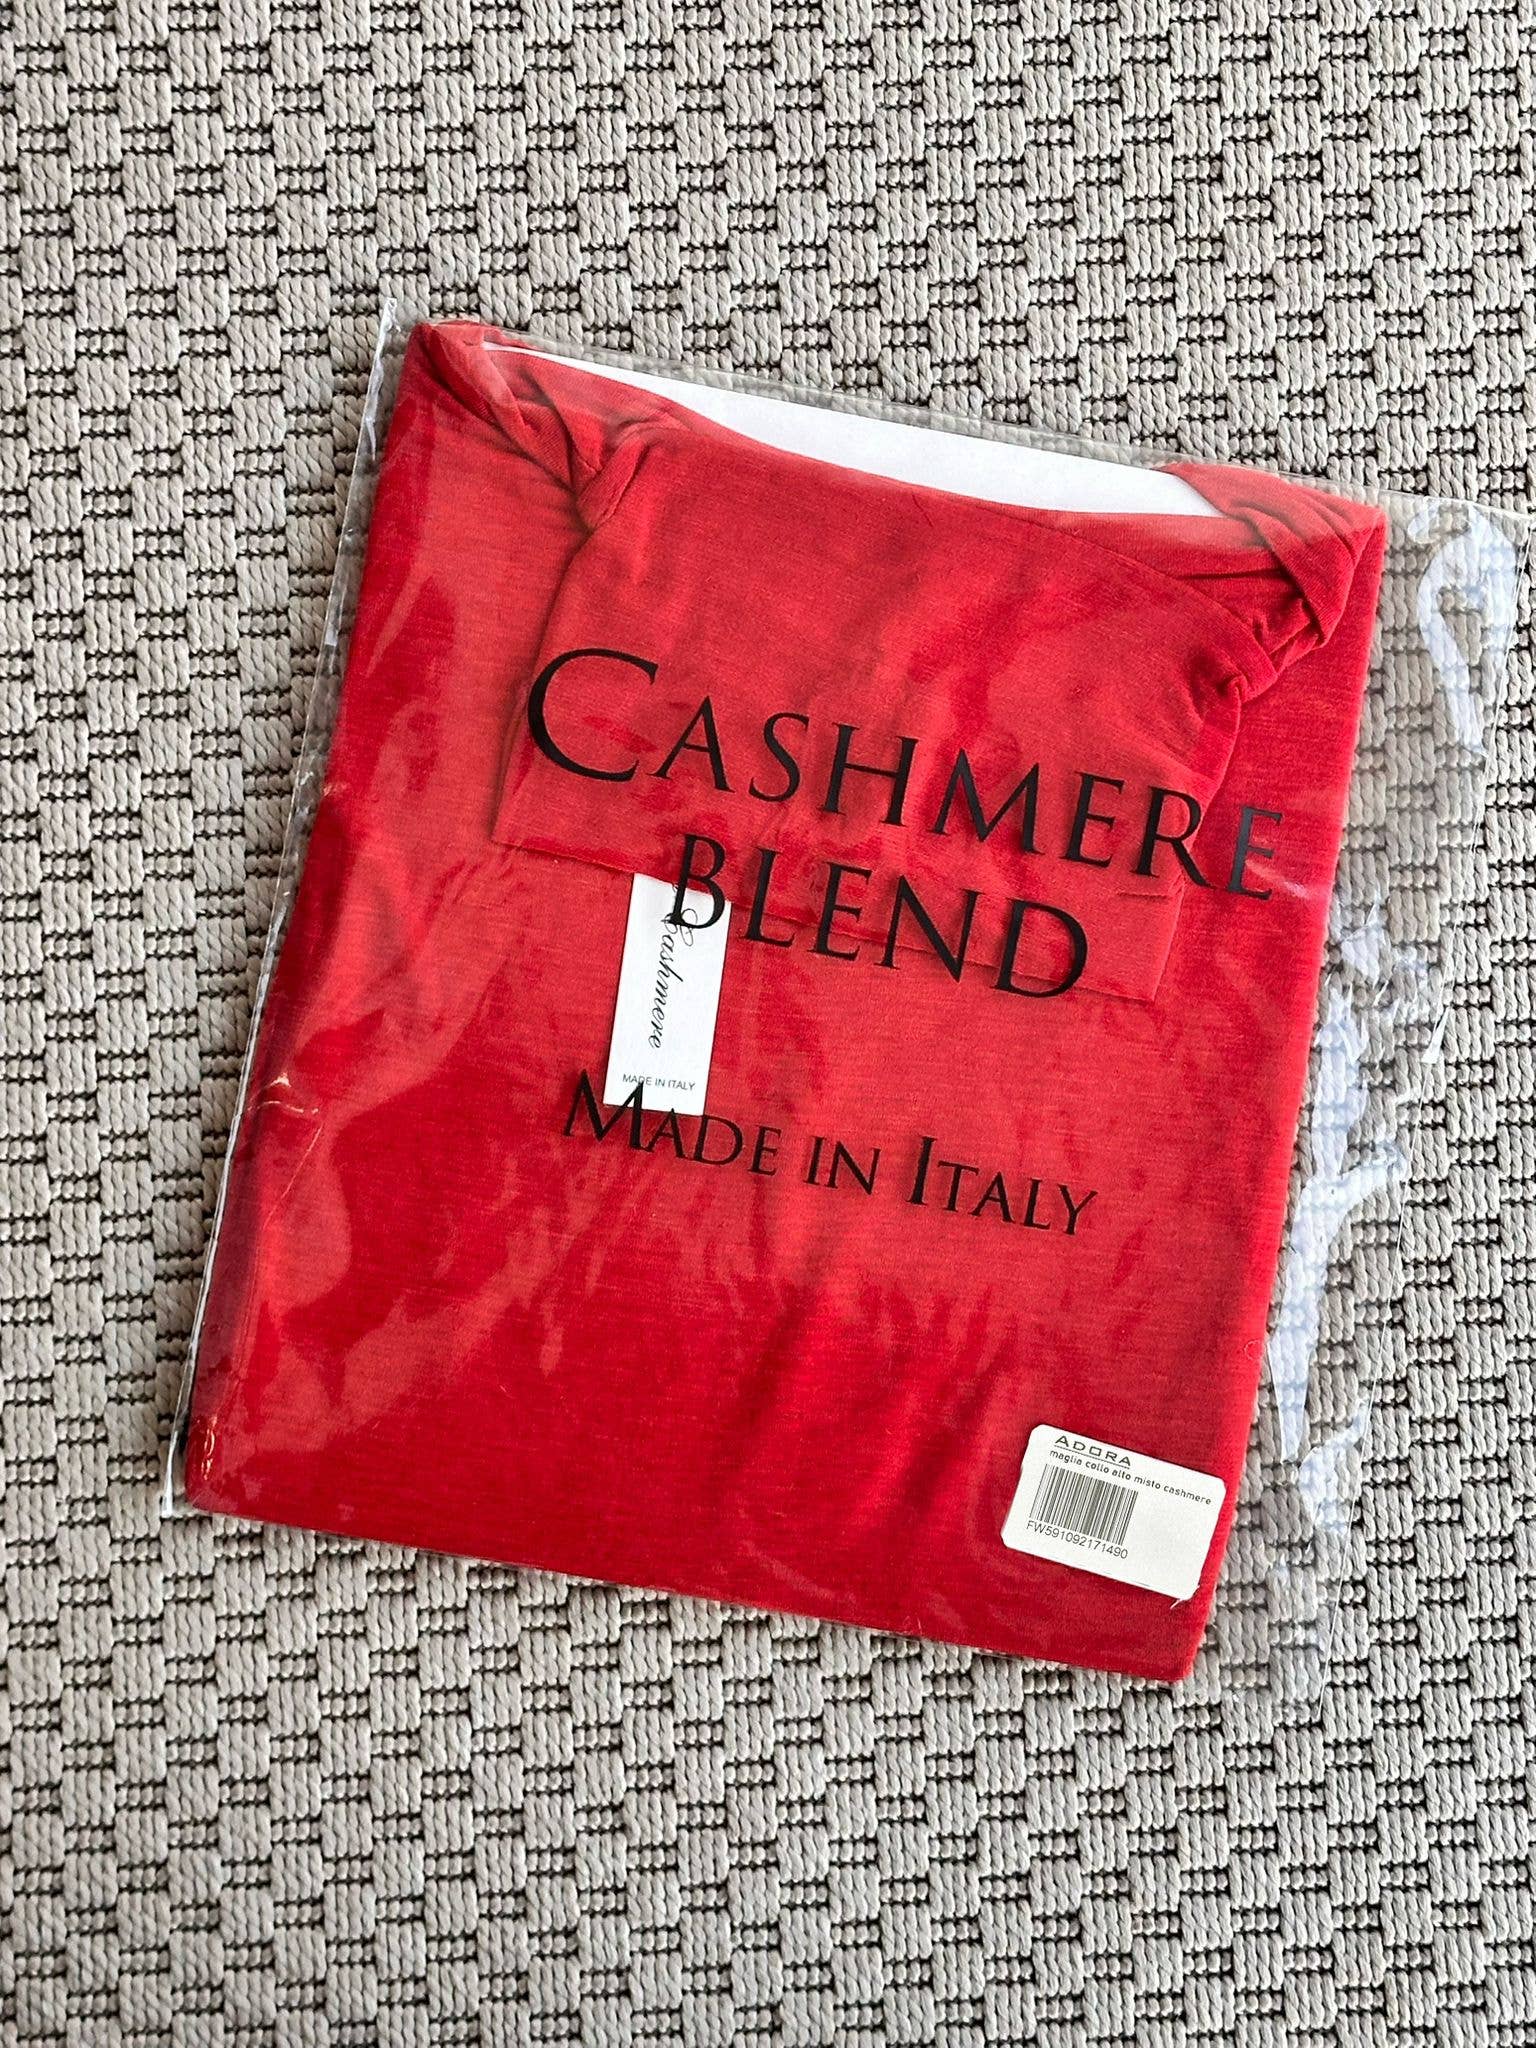 CASHMERE
BLEND
Cashmere
MADE IN ITALY
MADE IN ITALY
ADORA
maglia collo alto misto cashmere
FW591092171490